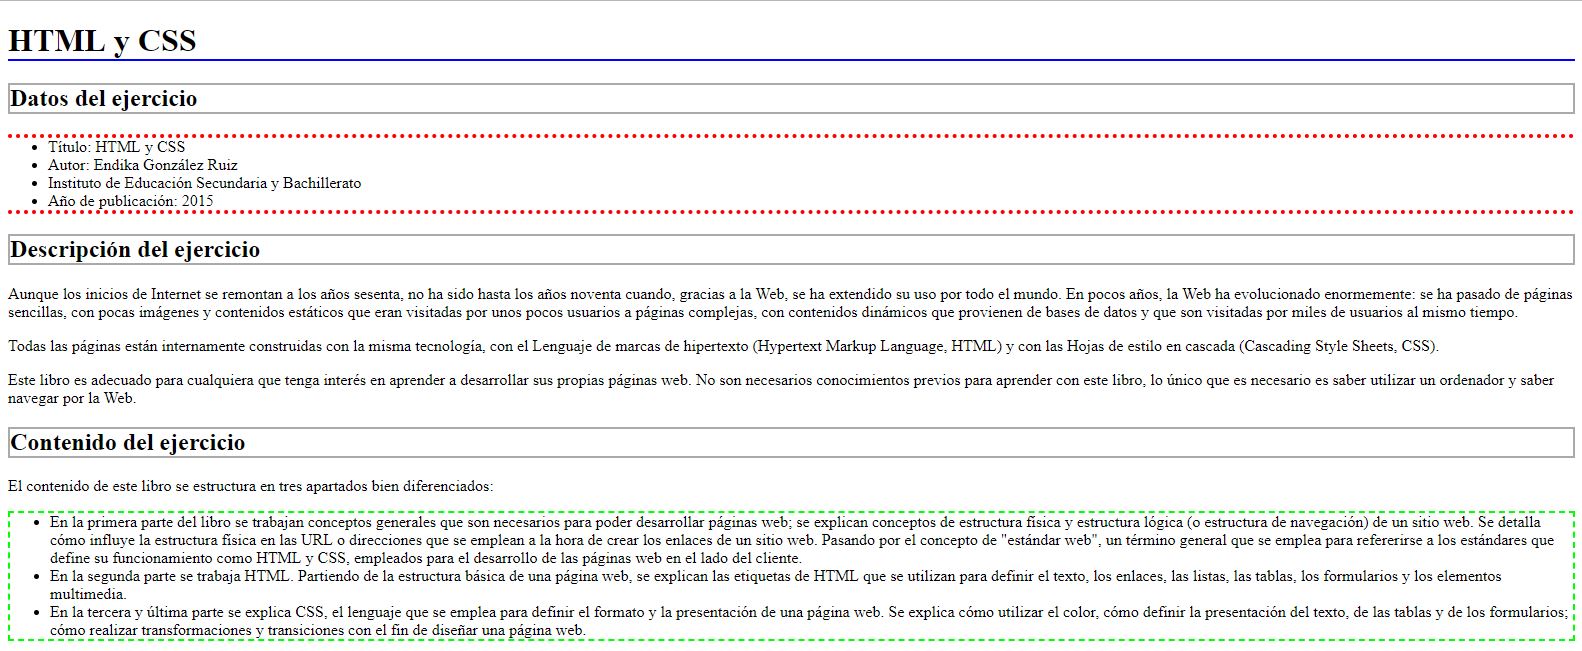 HTML y CSS
Datos del ejercicio
• Título: HTML y CSS
• Autor: Endika González Ruiz
• Instituto de Educación Secundaria y Bachillerato
• Año de publicación: 2015
Descripción del ejercicio
Aunque los inicios de Internet se remontan a los años sesenta, no ha sido hasta los años noventa cuando, gracias a la Web, se ha extendido su uso por todo el mundo. En pocos años, la Web ha evolucionado enormemente: se ha pasado de páginas
sencillas, con pocas imágenes y contenidos estáticos que eran visitadas por unos pocos usuarios a páginas complejas, con contenidos dinámicos que provienen de bases de datos y que son visitadas por miles de usuarios al mismo tiempo.
Todas las páginas están internamente construidas con la misma tecnología, con el Lenguaje de marcas de hipertexto (Hypertext Markup Language, HTML) y con las Hojas de estilo en cascada (Cascading Style Sheets, CSS).
Este libro es adecuado para cualquiera que tenga interés en aprender a desarrollar sus propias páginas web. No son necesarios conocimientos previos para aprender con este libro, lo único que es necesario es saber utilizar un ordenador y saber
navegar por la Web.
Contenido del ejercicio
El contenido de este libro se estructura en tres apartados bien diferenciados:
• En la primera parte del libro se trabajan conceptos generales que son necesarios para poder desarrollar páginas web; se explican conceptos de estructura física y estructura lógica (o estructura de navegación) de un sitio web. Se detalla
cómo influye la estructura física en las URL o direcciones que se emplean a la hora de crear los enlaces de un sitio web. Pasando por el concepto de "estándar web", un término general que se emplea para refererirse a los estándares que
define su funcionamiento como HTML y CSS, empleados para el desarrollo de las páginas web en el lado del cliente.
• En la segunda parte se trabaja HTML. Partiendo de la estructura básica de una página web, se explican las etiquetas de HTML que se utilizan para definir el texto, los enlaces, las listas, las tablas, los formularios y los elementos
multimedia.
• En la tercera y última parte se explica CSS, el lenguaje que se emplea para definir el formato y la presentación de una página web. Se explica cómo utilizar el color, cómo definir la presentación del texto, de las tablas y de los formularios;
cómo realizar transformaciones y transiciones con el fin de diseñar una página web.